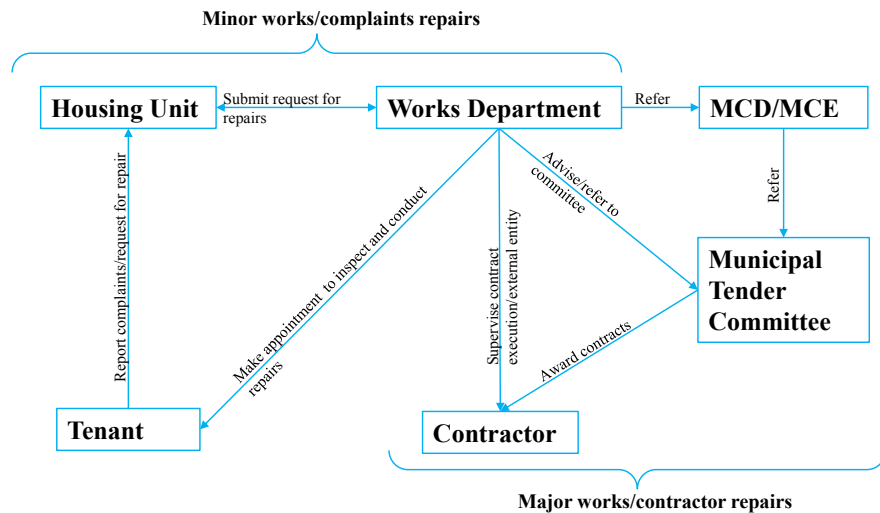 Minor works/complaints repairs
Housing Unit
Submit request for
repairs
Works Department
Refer
MCD/MCE
Report complaints/request for repair
Make appointment to inspect and conduct
repairs
Supervise contract
execution/external entity
Advise/refer to
committee
Refer
Municipal
Tender
Committee
Award contracts
Tenant
Contractor
Major works/contractor repairs